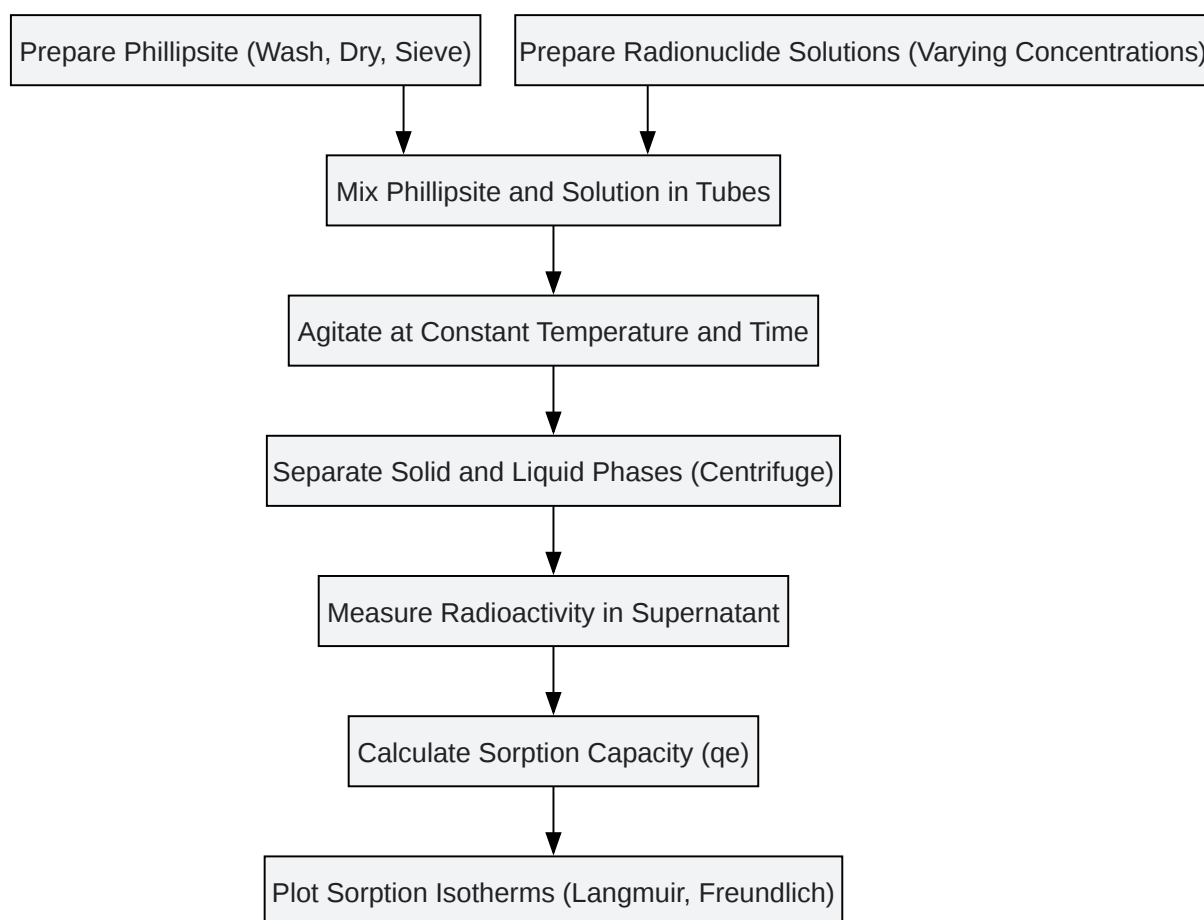 Prepare Phillipsite (Wash, Dry, Sieve)
Prepare Radionuclide Solutions (Varying Concentrations)
Mix Phillipsite and Solution in Tubes
Agitate at Constant Temperature and Time
Separate Solid and Liquid Phases (Centrifuge)
Measure Radioactivity in Supernatant
Calculate Sorption Capacity (qe)
Plot Sorption Isotherms (Langmuir, Freundlich)